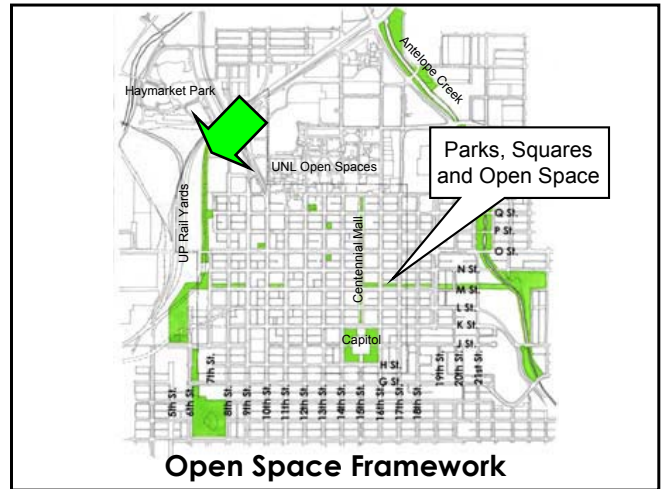 Antelope Creek
Haymarket Park
UNL Open Spaces
Parks, Squares
and Open Space
UP Rail Yards
Centennial Mall
Q St.
P St.
O St.
N St.
M St.
L St.
K St.
J St.
Capitol
H St.
G St.
5th St.
6th St.
7th St.
8th St.
9th St.
10th St.
11th St.
12th St.
13th St.
14th St.
15th St.
16th St.
17th St.
18th St.
19th St.
20th St.
21st St.
Open Space Framework